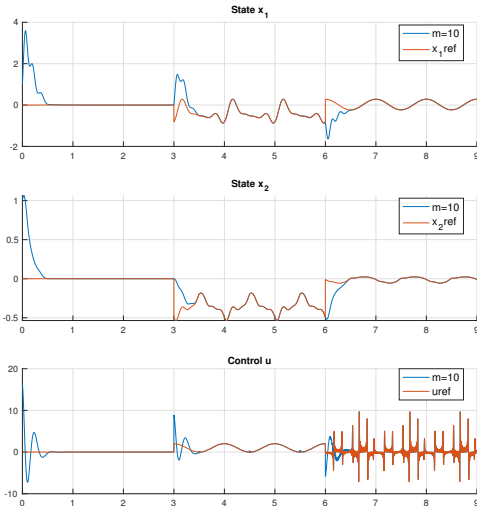 State x1
4
2
0
-2
m=10
x1ref
0 1 2 3 4 5 6 7 8 9
State x2
1
0.5
0
-0.5
m=10
x2ref
0 1 2 3 4 5 6 7 8 9
Control u
20
10
0
-10
m=10
uref
0 1 2 3 4 5 6 7 8 9